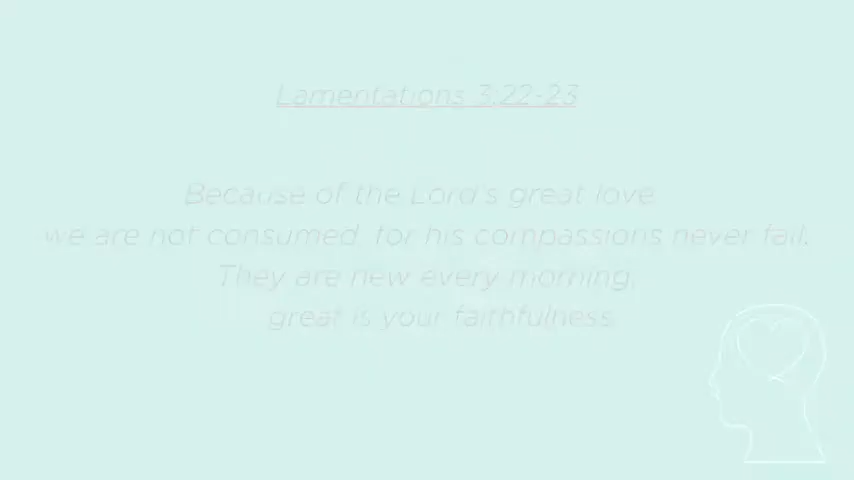 Lamentations 3:22-23
Because of the Lord's great love
we are not consumed, for his compassions never fail.
They are new every morning;
great is your faithfulness.